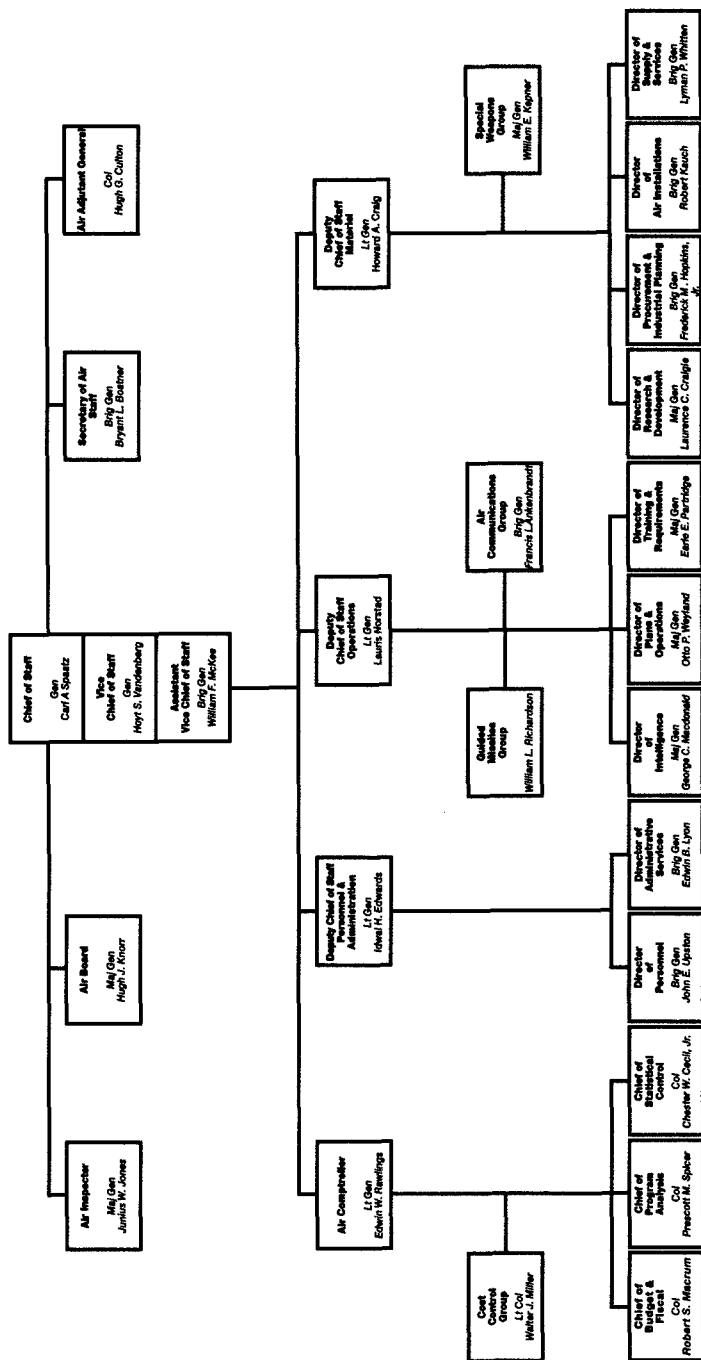 Chief of Staff
Gen
Carl A Spaatz
Vice
Chief of Staff
Gen
Hoyt S. Vandenberg
Assistant
Vice Chief of Staff
Brig Gen
William F. McKee
Air Inspecter
Maj Gen
Junius W. Jones
Air Board
Maj Gen
Hugh J. Knorr
Secretary of Air
Staff
Brig Gen
Bryant L. Boatner
Air Adjutant General
Col
Hugh G. Culton
Air Comptroller
Lt Gen
Edwin W. Rawlings
Deputy Chief of Staff
Personnel &
Administration
Lt Gen
Idwal H. Edwards
Deputy
Chief of Staff
Operations
Lt Gen
Lauris Norstad
Deputy
Chief of Staff
Materiel
Lt Gen
Howard A. Craig
Cost
Control
Group
Lt Col
Walter J. Miller
Guided
Missiles
Group
William L. Richardson
Air
Communications
Group
Brig Gen
Francis L Ankenbrandt
Special
Weapons
Group
Maj Gen
William E. Kepner
Chief of
Budget &
Fiscal
Col
Robert S. Macrum
Chief of
Program
Analysis
Col
Prescott M. Spicer
Chief of
Statistical
Control
Col
Chester W. Cecil, Jr.
Director
of
Personnel
Brig Gen
John E. Upston
Director of
Administrative
Services
Brig Gen
Edwin B. Lyon
Director
of
Intelligence
Maj Gen
George C. Macdonald
Director of
Plans &
Operations
Maj Gen
Otto P. Weyland
Director of
Training &
Requirements
Maj Gen
Earle E. Partridge
Director of
Research &
Development
Maj Gen
Laurence C. Craigie
Director of
Procurement &
Industrial Planning
Brig Gen
Frederick M. Hopkins,
Jr.
Director
of
Air Installations
Brig Gen
Robert Kauch
Director of
Supply &
Services
Brig Gen
Lyman P. Whitten